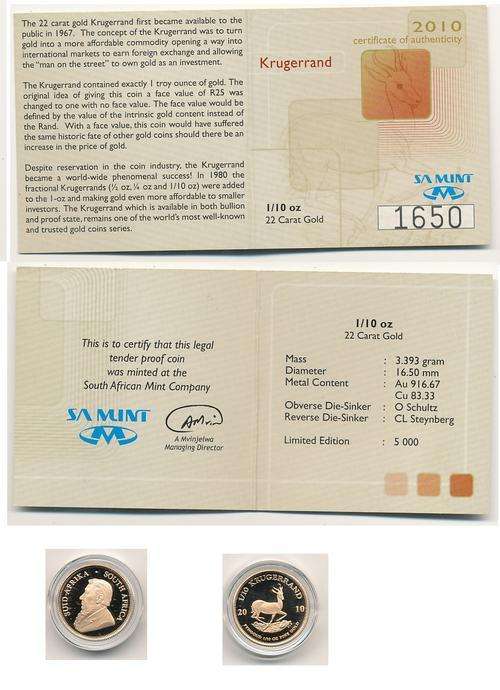 The 22 carat gold Krugerrand first became available to the
public in 1967. The concept of the Krugerrand was to turn
gold into a more affordable commodity opening a way into
international markets to earn foreign exchange and allowing
the "man on the street" to own gold as an investment.
The Krugerrand contained exactly 1 troy ounce of gold. The
original idea of giving this coin a face value of R25 was
changed to one with no face value. The face value would be
defined by the value of the intrinsic gold content instead of
the Rand. With a face value, this coin would have suffered
the same historic fate of other gold coins should there be an
increase in the price of gold.
Despite reservation in the coin industry, the Krugerrand
became a world-wide phenomenal success! In 1980 the
fractional Krugerrands (½ oz, ¼ oz and 1/10 oz) were added
to the 1-oz and making gold even more affordable to smaller
investors. The Krugerrand which is available in both bullion
and proof state, remains one of the world's most well-known
and trusted gold coins series.
2010
certificate of authenticity
Krugerrand
SA MINT
1/10 oz
22 Carat Gold
1650
This is to certify that this legal
tender proof coin
was minted at the
South African Mint Company
SA MINT
A Mvinjelwa
Managing Director
1/10 oz
22 Carat Gold
Mass : 3.393 gram
Diameter : 16.50 mm
Metal Content : Au 916.67
Cu 83.33
Obverse Die-Sinker : O Schultz
Reverse Die-Sinker : CL Steynberg
Limited Edition : 5 000
SUID-AFRIKA · SOUTH AFRICA
1/10 KRUGERRAND
20 10
FYNGOUD 1/10 OZ FINE GOLD